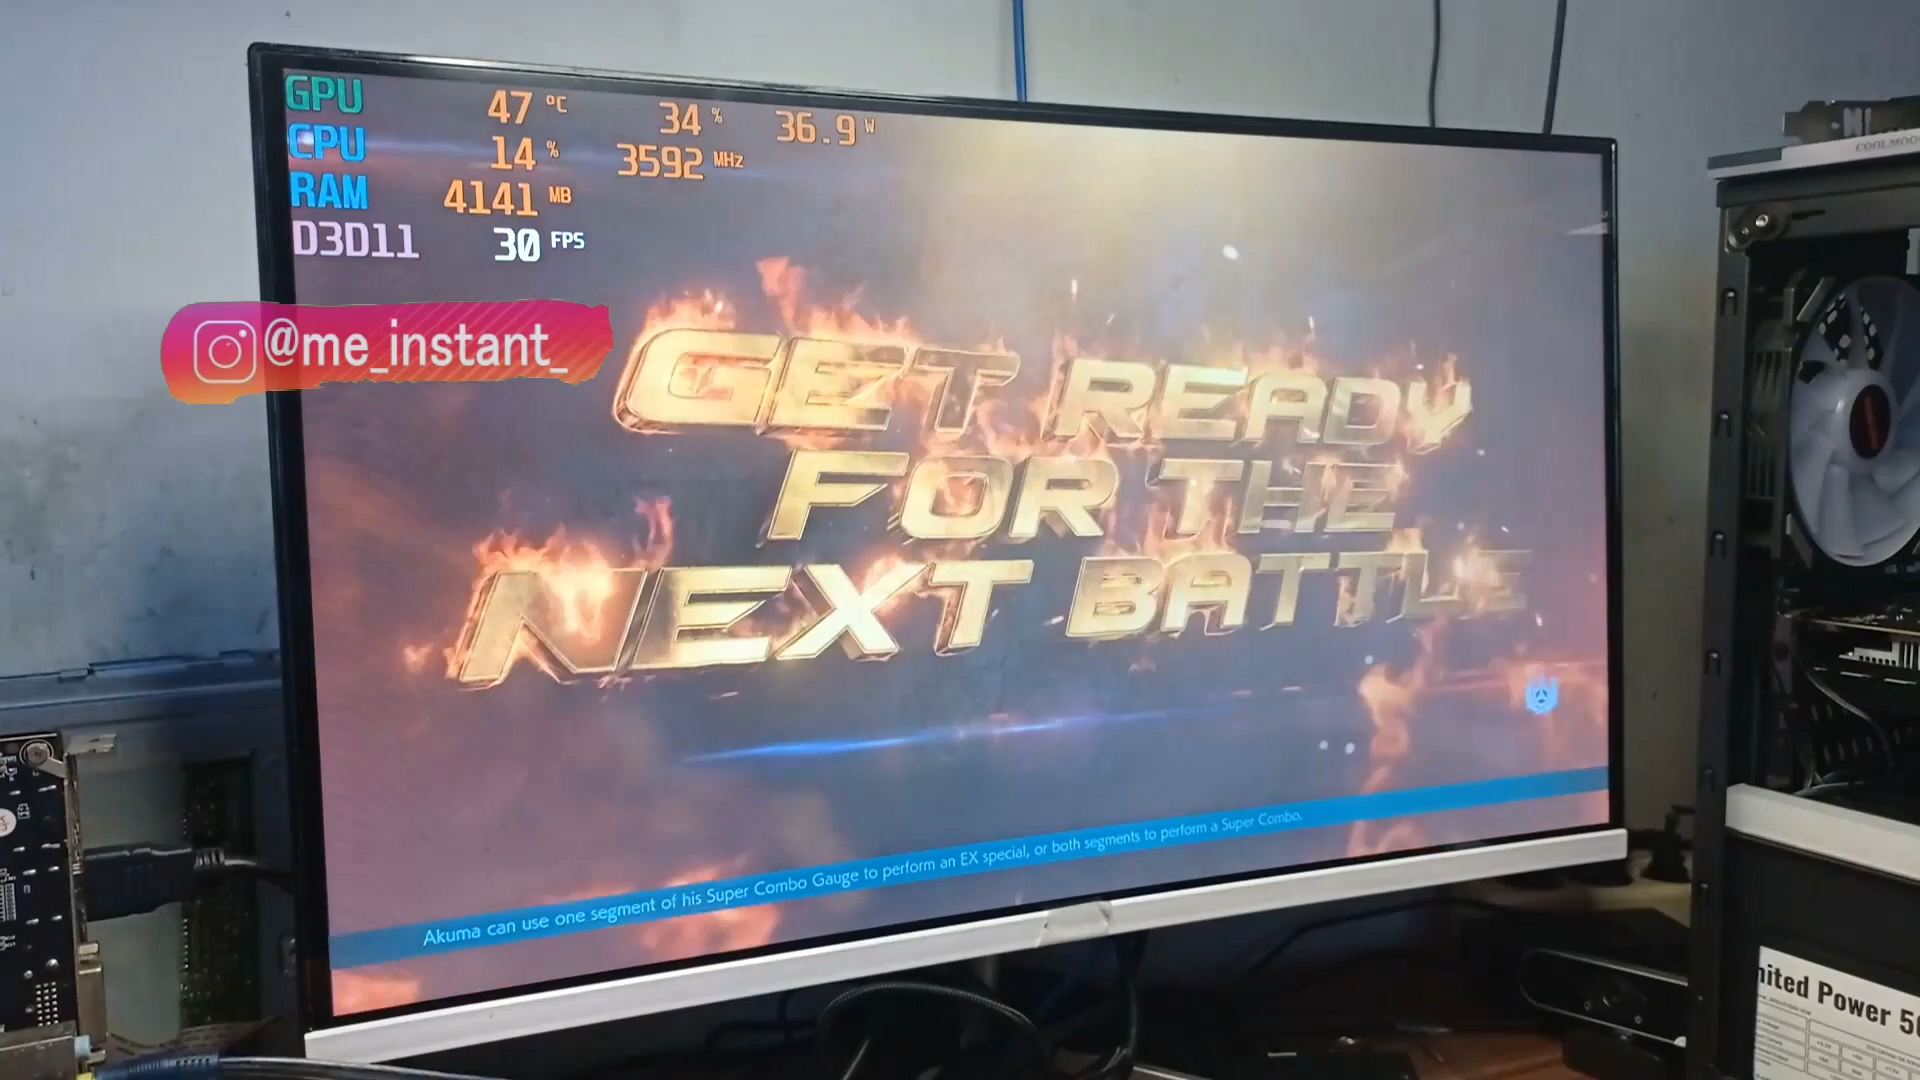 GPU 47 °C 34 % 36.9 W
CPU 14 % 3592 MHz
RAM 4141 MB
D3D11 30 FPS
@me_instant_
GET READY
FOR THE
NEXT BATTLE
Akuma can use one segment of his Super Combo Gauge to perform an EX special, or both segments to perform a Super Combo.
COOLMOO
nited Power 50